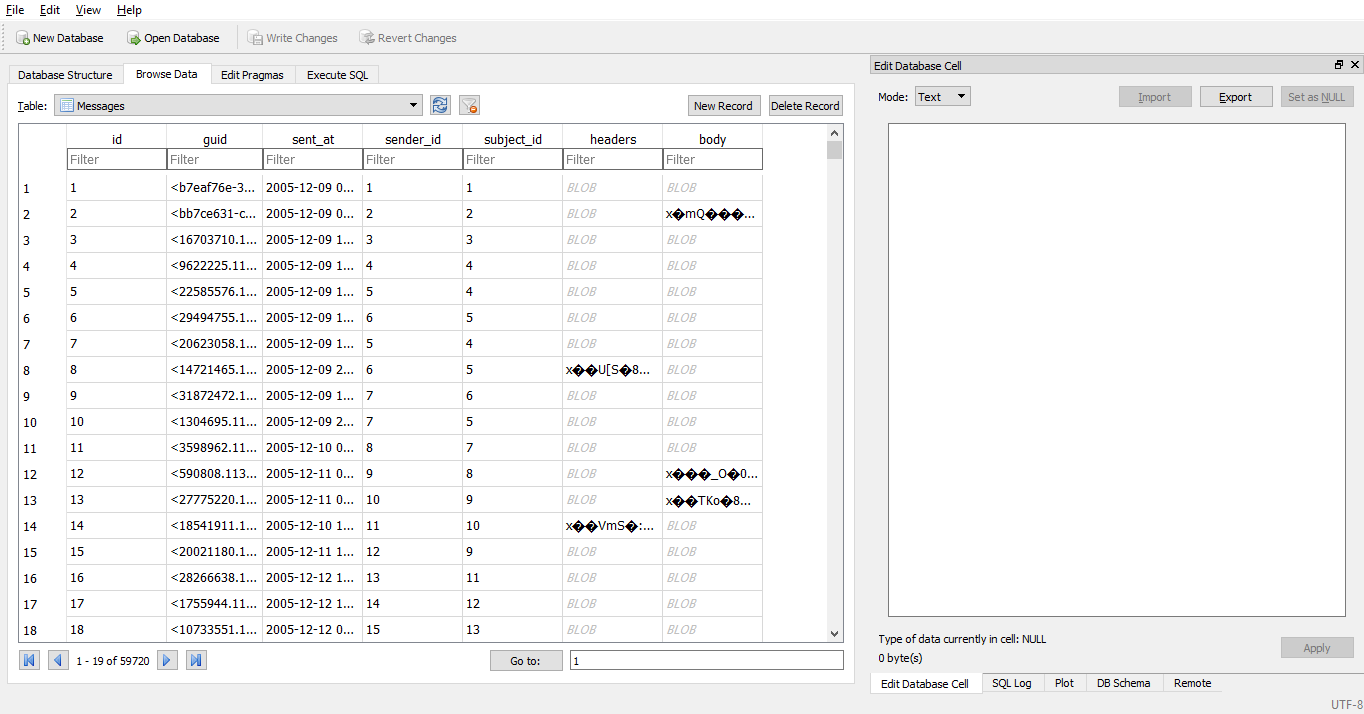 File Edit View Help
New Database Open Database Write Changes Revert Changes
Database Structure Browse Data Edit Pragmas Execute SQL
Table: Messages New Record Delete Record
id guid sent_at sender_id subject_id headers body
Filter Filter Filter Filter Filter Filter Filter
1 1 <b7eaf76e-3... 2005-12-09 0... 1 1 BLOB BLOB
2 2 <bb7ce631-c... 2005-12-09 0... 2 2 BLOB x�mQ���...
3 3 <16703710.1... 2005-12-09 1... 3 3 BLOB BLOB
4 4 <9622225.11... 2005-12-09 1... 4 4 BLOB BLOB
5 5 <22585576.1... 2005-12-09 1... 5 4 BLOB BLOB
6 6 <29494755.1... 2005-12-09 1... 6 5 BLOB BLOB
7 7 <20623058.1... 2005-12-09 1... 5 4 BLOB BLOB
8 8 <14721465.1... 2005-12-09 2... 6 5 x��U[S�8... BLOB
9 9 <31872472.1... 2005-12-09 1... 7 6 BLOB BLOB
10 10 <1304695.11... 2005-12-09 2... 7 5 BLOB BLOB
11 11 <3598962.11... 2005-12-10 0... 8 7 BLOB BLOB
12 12 <590808.113... 2005-12-11 0... 9 8 BLOB x���_O�0...
13 13 <27775220.1... 2005-12-11 0... 10 9 BLOB x��TKo�8...
14 14 <18541911.1... 2005-12-10 1... 11 10 x��VmS�:... BLOB
15 15 <20021180.1... 2005-12-11 1... 12 9 BLOB BLOB
16 16 <28266638.1... 2005-12-12 1... 13 11 BLOB BLOB
17 17 <1755944.11... 2005-12-12 1... 14 12 BLOB BLOB
18 18 <10733551.1... 2005-12-12 0... 15 13 BLOB BLOB
1 - 19 of 59720 Go to: 1
Edit Database Cell
Mode: Text Import Export Set as NULL
Type of data currently in cell: NULL
0 byte(s)
Apply
Edit Database Cell SQL Log Plot DB Schema Remote
UTF-8